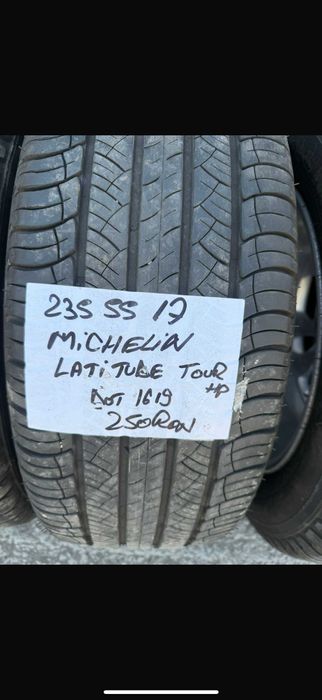 235 55 17
MiCHELiN
LATiTUDE TOUR
HP
DOT 1619
250RON